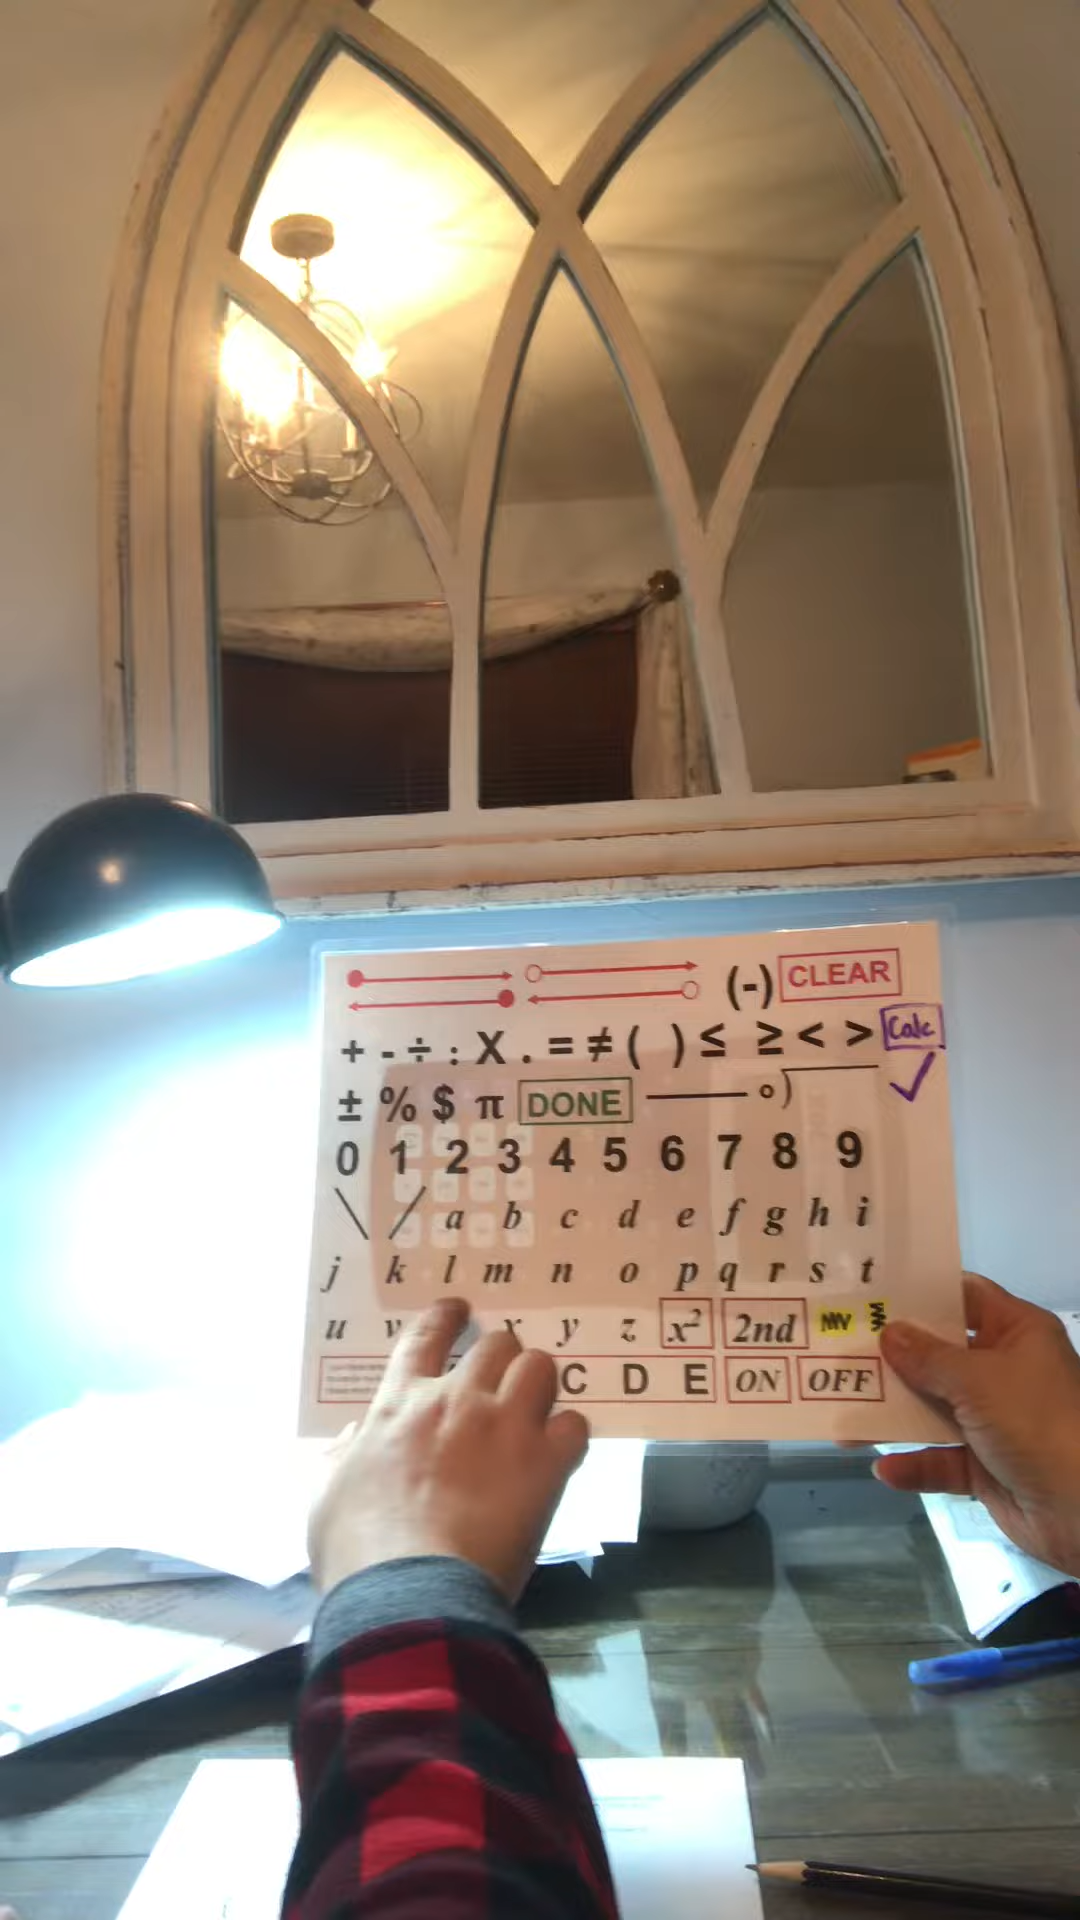 (-) CLEAR
+ - ÷ : X . = ≠ ( ) ≤ ≥ < > Calc
± % $ π DONE —— o) ✓
0 1 2 3 4 5 6 7 8 9
\ / a b c d e f g h i
j k l m n o p q r s t
u v x y z x² 2nd
C D E ON OFF